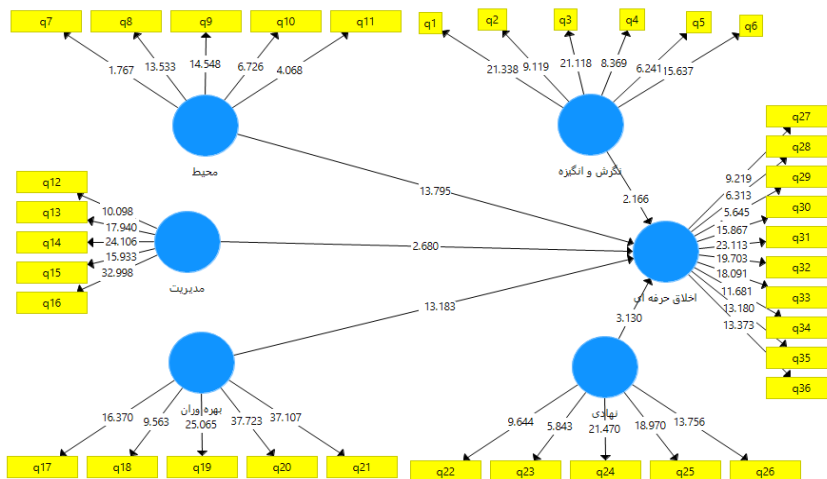 q7
q8
q9
q10
q11
q1
q2
q3
q4
q5
q6
1.767
13.533
14.548
6.726
4.068
21.338
9.119
21.118
8.369
6.241
15.637
محیط
نگرش و انگیزه
q12
q13
q14
q15
q16
10.098
17.940
24.106
15.933
32.998
مدیریت
13.795
2.680
13.183
2.166
3.130
اخلاق حرفه ای
9.219
6.313
5.645
15.867
23.113
19.703
18.091
11.681
13.180
13.373
q27
q28
q29
q30
q31
q32
q33
q34
q35
q36
بهره وران
16.370
9.563
25.065
37.723
37.107
q17
q18
q19
q20
q21
نهادی
9.644
5.843
21.470
18.970
13.756
q22
q23
q24
q25
q26